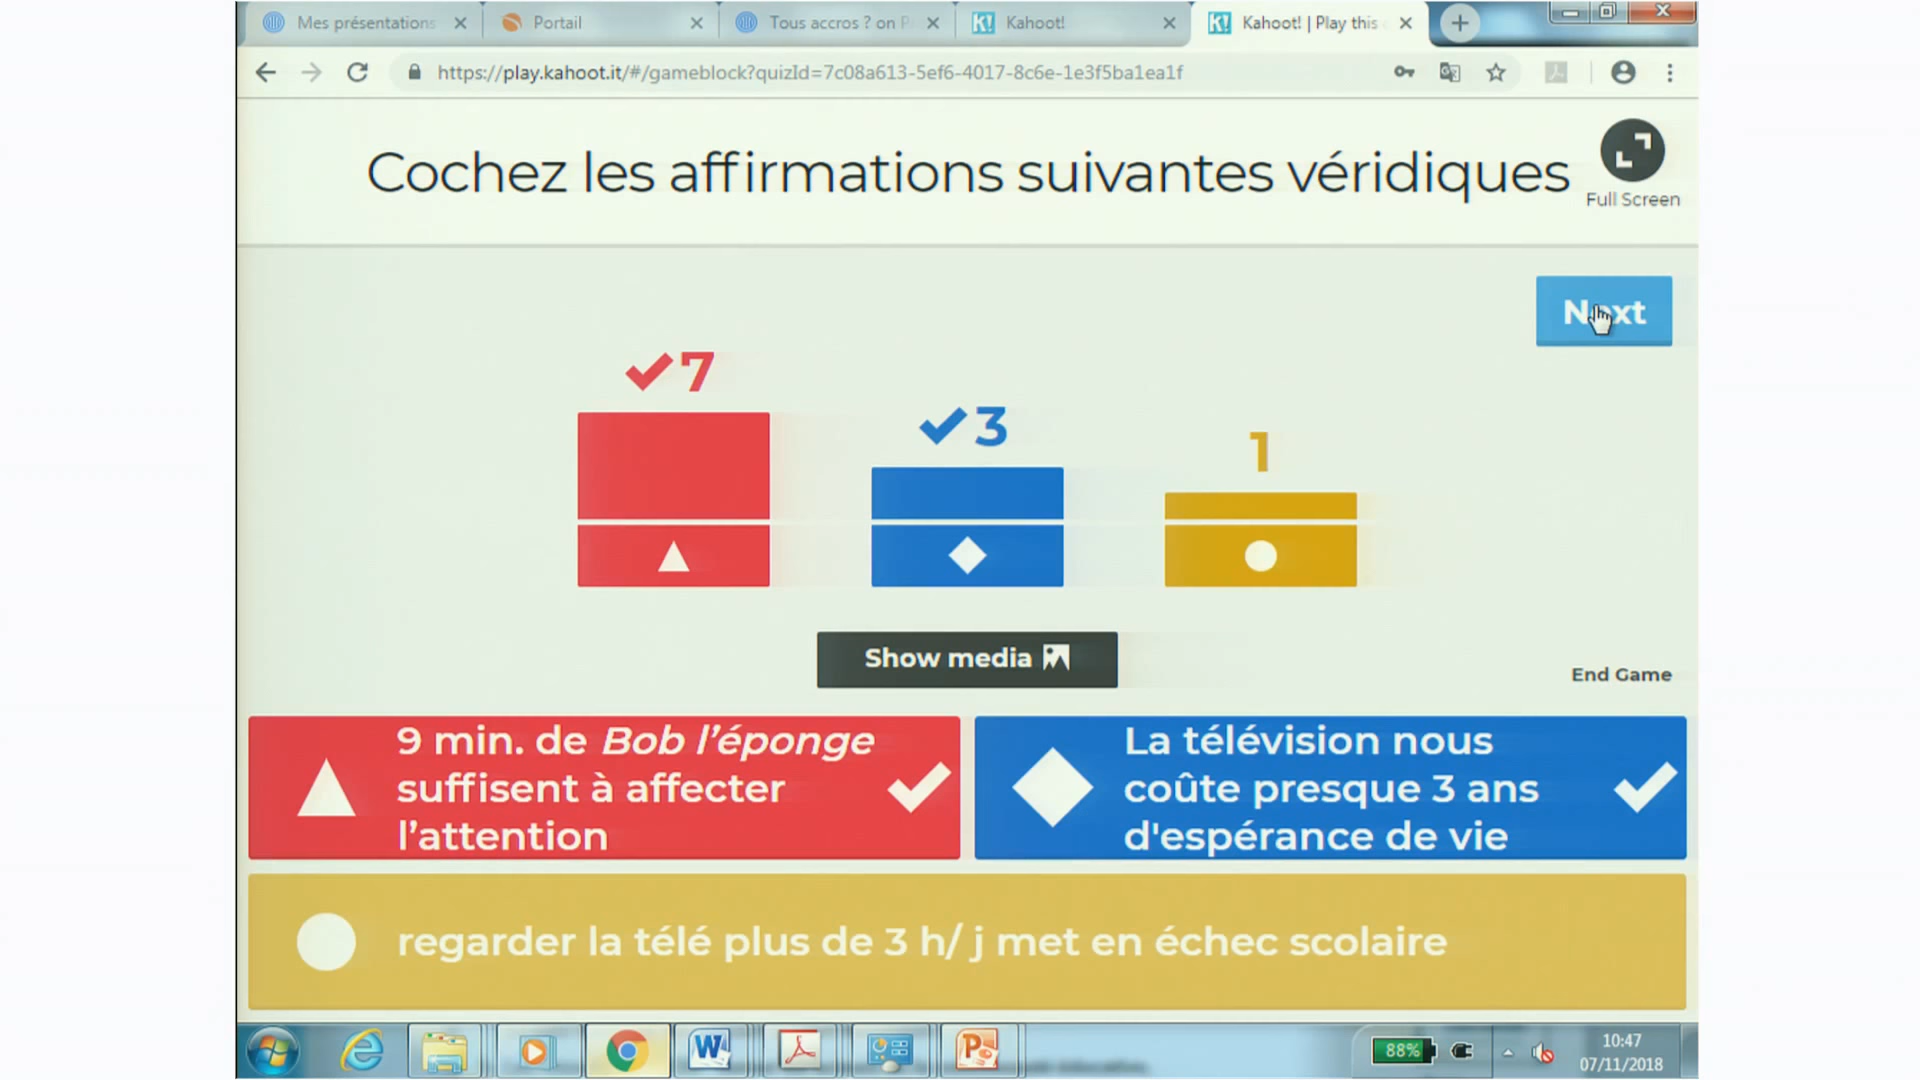 Mes présentations
Portail
Tous accros ? on P
Kahoot!
Kahoot! | Play this
https://play.kahoot.it/#/gameblock?quizId=7c08a613-5ef6-4017-8c6e-1e3f5ba1ea1f
Cochez les affirmations suivantes véridiques
Full Screen
Next
7
3
1
Show media
End Game
9 min. de Bob l'éponge
suffisent à affecter
l'attention
La télévision nous
coûte presque 3 ans
d'espérance de vie
regarder la télé plus de 3 h/ j met en échec scolaire
88%
10:47
07/11/2018